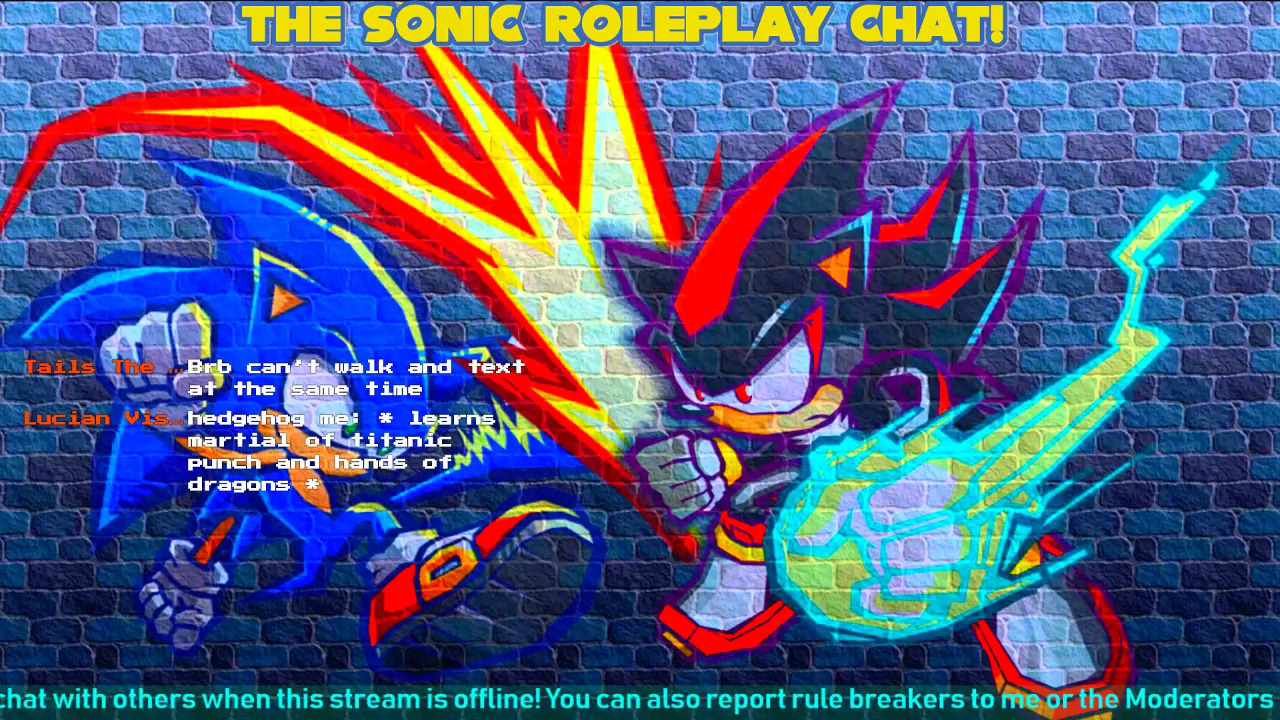 THE SONIC ROLEPLAY CHAT!
Tails The ... Brb can't walk and text
at the same time
Lucian Vis... hedgehog me: * learns
martial of titanic
punch and hands of
dragons *
chat with others when this stream is offline! You can also report rule breakers to me or the Moderators